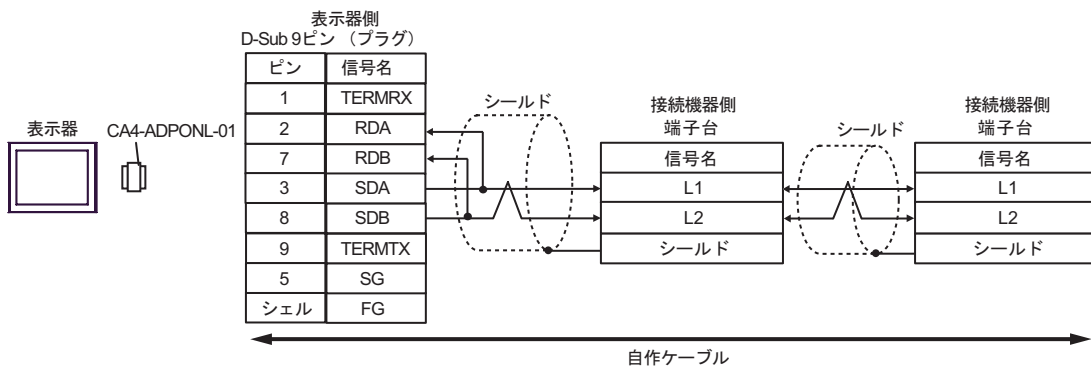 表示器
CA4-ADPONL-01
表示器側
D-Sub 9ピン （プラグ）
ピン 信号名
1 TERMRX
2 RDA
7 RDB
3 SDA
8 SDB
9 TERMTX
5 SG
シェル FG
シールド
接続機器側
端子台
信号名
L1
L2
シールド
シールド
接続機器側
端子台
信号名
L1
L2
シールド
自作ケーブル